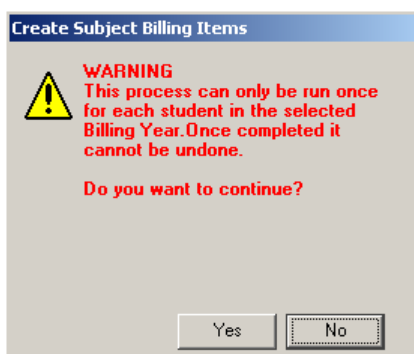 Create Subject Billing Items
WARNING
This process can only be run once
for each student in the selected
Billing Year.Once completed it
cannot be undone.
Do you want to continue?
Yes No